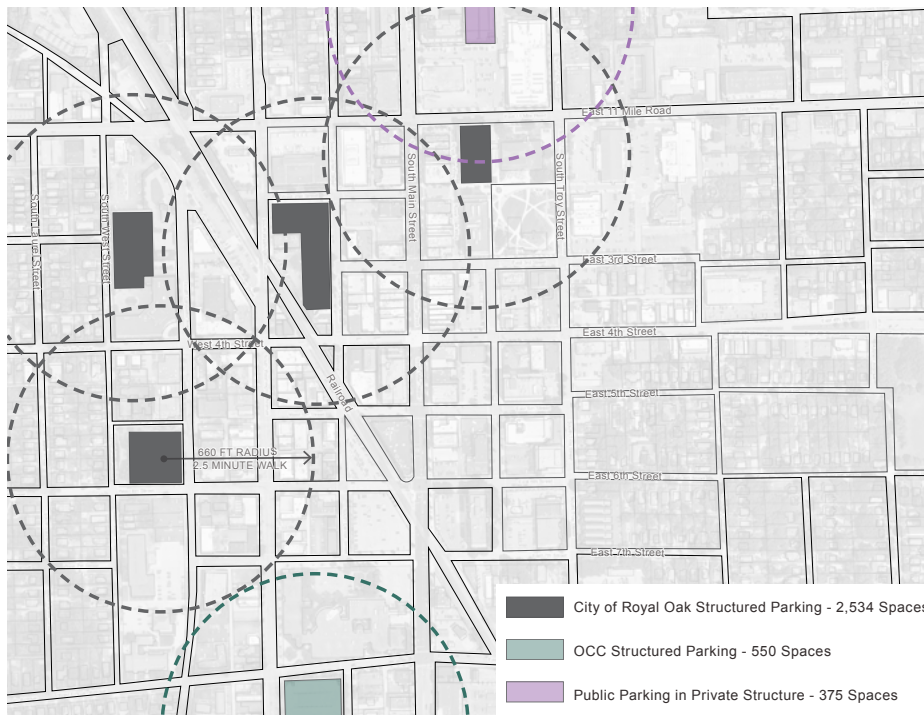 East 11 Mile Road
South Main Street
South Troy Street
South Laurel Street
South West Street
East 3rd Street
East 4th Street
West 4th Street
Railroad
East 5th Street
660 FT RADIUS
2.5 MINUTE WALK
East 6th Street
East 7th Street
City of Royal Oak Structured Parking - 2,534 Spaces
OCC Structured Parking - 550 Spaces
Public Parking in Private Structure - 375 Spaces